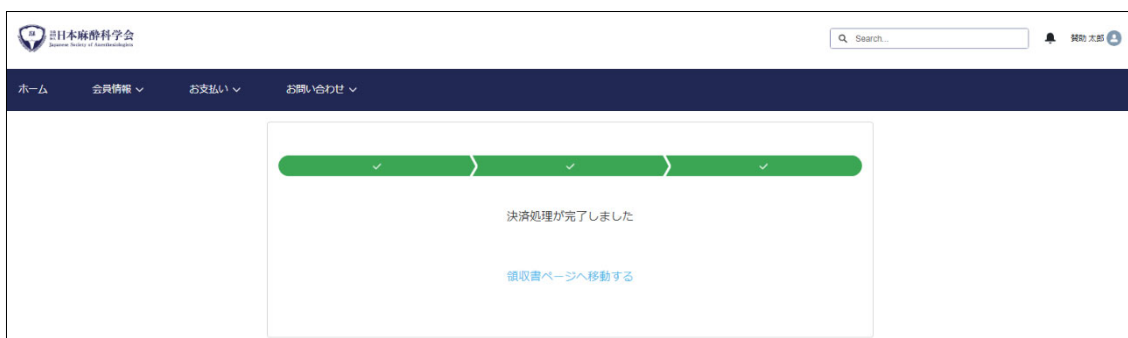 日本麻酔科学会
Japanese Society of Anesthesiologists
Search...
賛助 太郎
ホーム
会員情報
お支払い
お問い合わせ
決済処理が完了しました
領収書ページへ移動する